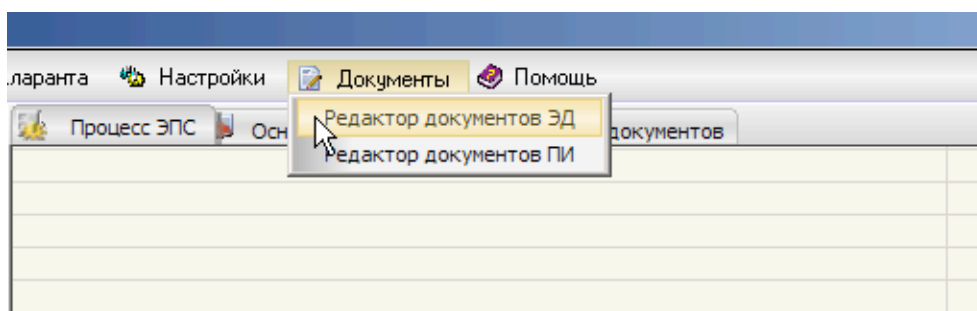 Настройки Документы Помощь
Редактор документов ЭД
Процесс ЭПС документов
Редактор документов ПИ